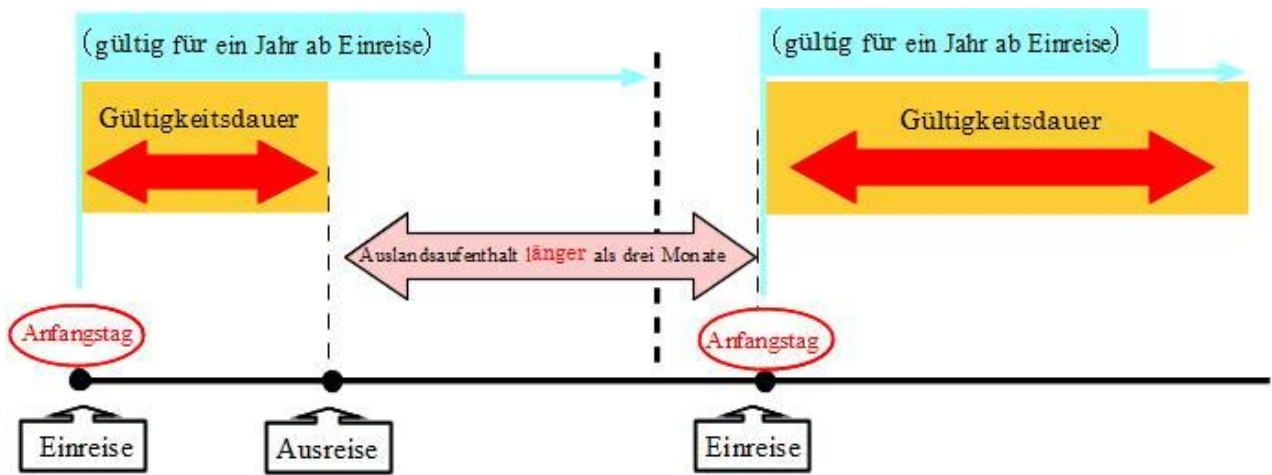 (gültig für ein Jahr ab Einreise)
(gültig für ein Jahr ab Einreise)
Gültigkeitsdauer
Gültigkeitsdauer
Auslandsaufenthalt länger als drei Monate
Anfangstag
Anfangstag
Einreise
Ausreise
Einreise